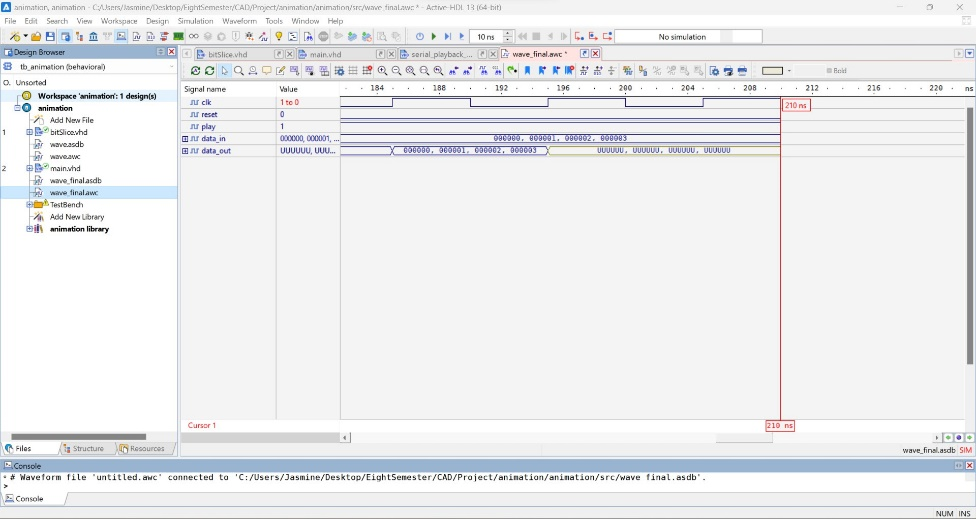 animation, animation - C:/Users/Jasmine/Desktop/EightSemester/CAD/Project/animation/animation/src/wave_final.awc * - Active-HDL 13 (64-bit)
File Edit Search View Workspace Design Simulation Waveform Tools Window Help
10 ns No simulation
Design Browser
tb_animation (behavioral)
bitSlice.vhd main.vhd serial_playback_... wave_final.awc *
Bold
O. Unsorted
Workspace 'animation': 1 design(s)
animation
Add New File
1 bitSlice.vhd
wave.asdb
wave.awc
2 main.vhd
wave_final.asdb
wave_final.awc
TestBench
Add New Library
animation library
Files Structure Resources
Signal name Value 184 188 192 196 200 204 208 212 216 220 ns
clk 1 to 0 210 ns
reset 0
play 1
data_in 000000, 000001, ... 000000, 000001, 000002, 000003
data_out UUUUUU, UUU... 000000, 000001, 000002, 000003 UUUUUU, UUUUUU, UUUUUU, UUUUUU
Cursor 1 210 ns
wave_final.asdb SIM
Console
# Waveform file 'untitled.awc' connected to 'C:/Users/Jasmine/Desktop/EightSemester/CAD/Project/animation/animation/src/wave_final.asdb'.
>
Console
NUM INS